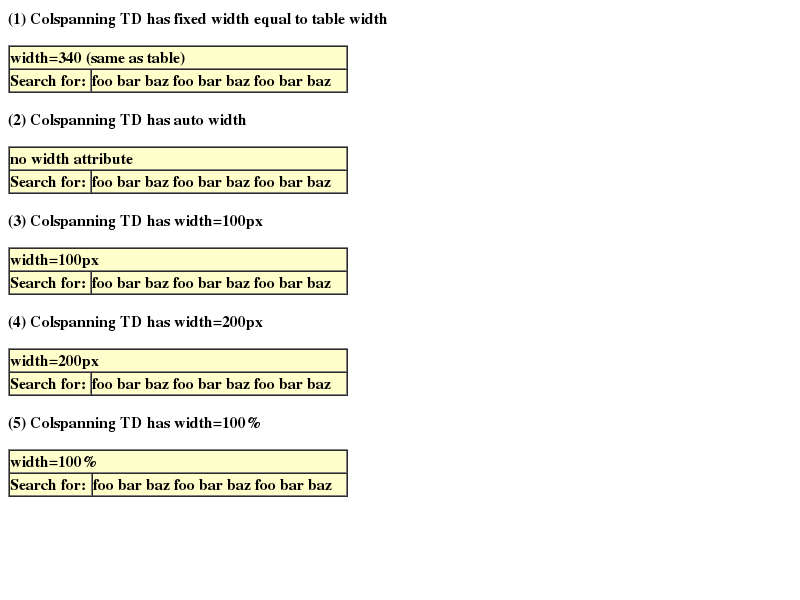 (1) Colspanning TD has fixed width equal to table width
width=340 (same as table)
Search for: foo bar baz foo bar baz foo bar baz
(2) Colspanning TD has auto width
no width attribute
Search for: foo bar baz foo bar baz foo bar baz
(3) Colspanning TD has width=100px
width=100px
Search for: foo bar baz foo bar baz foo bar baz
(4) Colspanning TD has width=200px
width=200px
Search for: foo bar baz foo bar baz foo bar baz
(5) Colspanning TD has width=100%
width=100%
Search for: foo bar baz foo bar baz foo bar baz